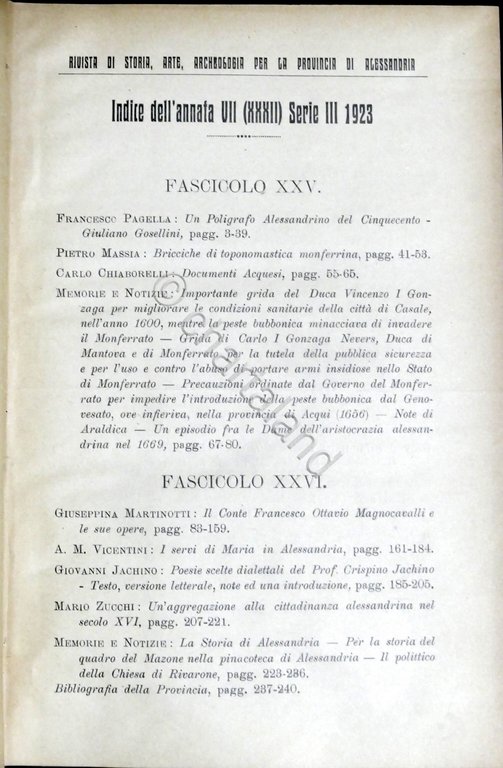 RIVISTA DI STORIA, ARTE, ARCHEOLOGIA PER LA PROVINCIA DI ALESSANDRIA
Indice dell'annata VII (XXXII) Serie III 1923
FASCICOLO XXV.
FRANCESCO PAGELLA : Un Poligrafo Alessandrino del Cinquecento -
Giuliano Gosellini, pagg. 3-39.
PIETRO MASSIA : Bricciche di toponomastica monferrina, pagg. 41-53.
CARLO CHIABORELLI : Documenti Acquesi, pagg. 55-65.
MEMORIE E NOTIZIE : Importante grida del Duca Vincenzo I Gon-
zaga per migliorare le condizioni sanitarie della città di Casale,
nell'anno 1600, mentre la peste bubbonica minacciava di invadere
il Monferrato — Grida di Carlo I Gonzaga Nevers, Duca di
Mantova e di Monferrato, per la tutela della pubblica sicurezza
e per l'uso e contro l'abuso di portare armi insidiose nello Stato
di Monferrato — Precauzioni ordinate dal Governo del Monfer-
rato per impedire l'introduzione della peste bubbonica dal Geno-
vesato, ove infieriva, nella provincia di Acqui (1656) — Note di
Araldica — Un episodio fra le Dame dell'aristocrazia alessan-
drina nel 1669, pagg. 67-80.
FASCICOLO XXVI.
GIUSEPPINA MARTINOTTI : Il Conte Francesco Ottavio Magnocavalli e
le sue opere, pagg. 83-159.
A. M. VICENTINI : I servi di Maria in Alessandria, pagg. 161-184.
GIOVANNI JACHINO : Poesie scelte dialettali del Prof. Crispino Jachino
- Testo, versione letterale, note ed una introduzione, pagg. 185-205.
MARIO ZUCCHI : Un'aggregazione alla cittadinanza alessandrina nel
secolo XVI, pagg. 207-221.
MEMORIE E NOTIZIE : La Storia di Alessandria — Per la storia del
quadro del Mazone nella pinacoteca di Alessandria — Il polittico
della Chiesa di Rivarone, pagg. 223-286.
Bibliografia della Provincia, pagg. 237-240.
© chartaland